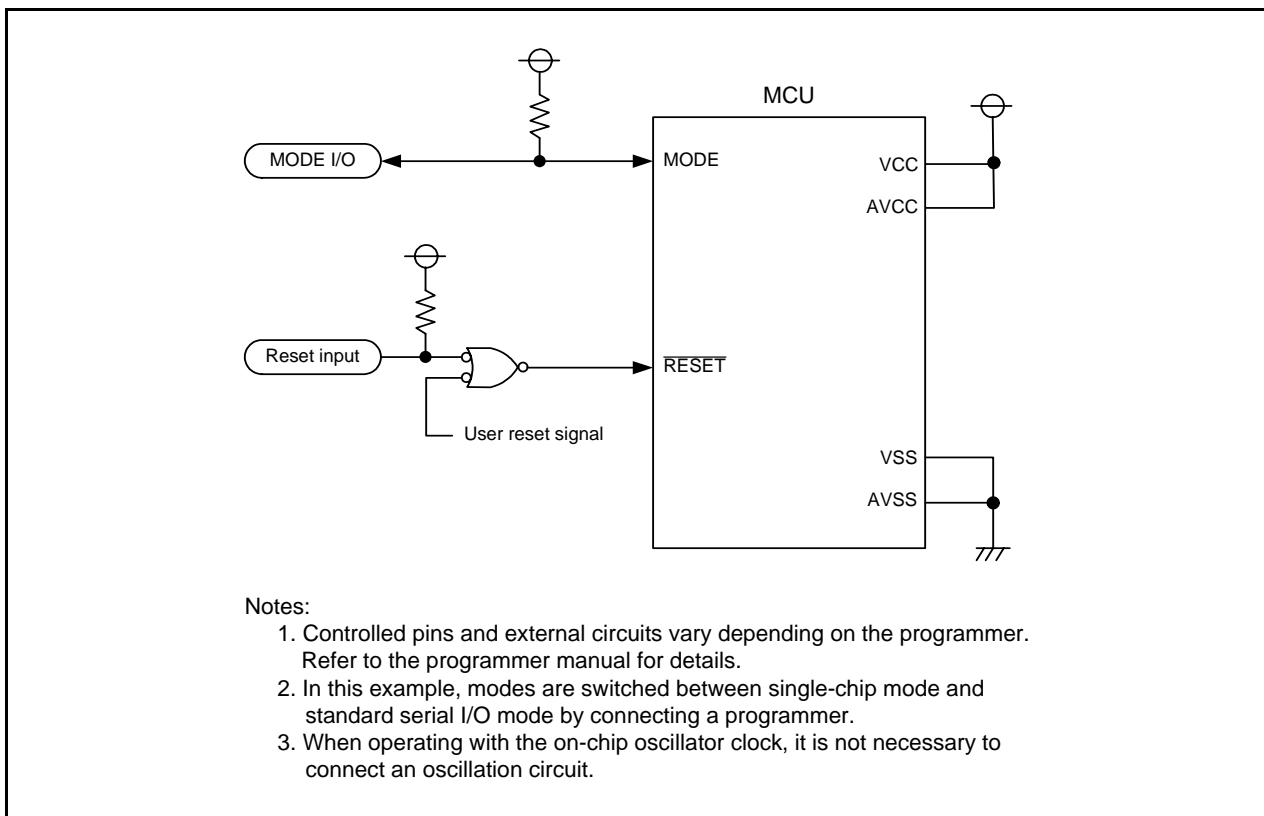 MCU
MODE I/O
MODE
VCC
AVCC
Reset input
RESET
User reset signal
VSS
AVSS
Notes:
1. Controlled pins and external circuits vary depending on the programmer.
Refer to the programmer manual for details.
2. In this example, modes are switched between single-chip mode and
standard serial I/O mode by connecting a programmer.
3. When operating with the on-chip oscillator clock, it is not necessary to
connect an oscillation circuit.